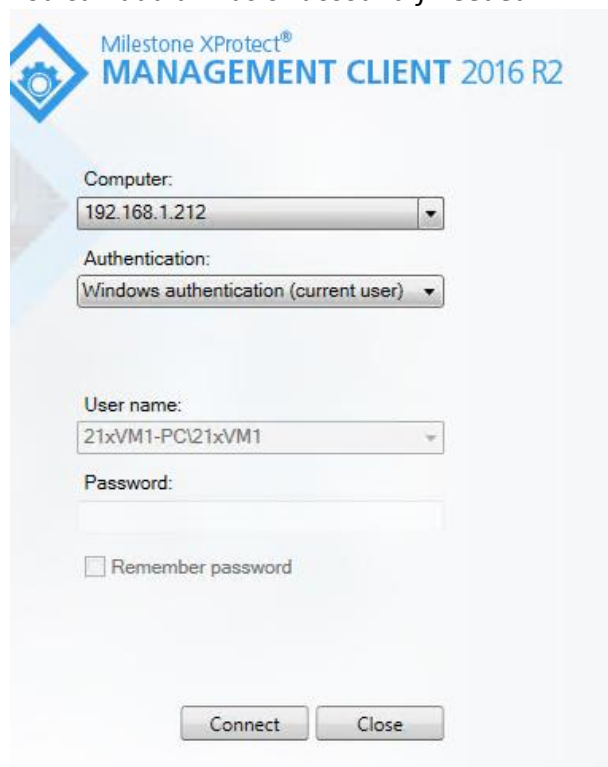 Milestone XProtect®
MANAGEMENT CLIENT 2016 R2
Computer:
192.168.1.212
Authentication:
Windows authentication (current user)
User name:
21xVM1-PC\21xVM1
Password:
Remember password
Connect Close